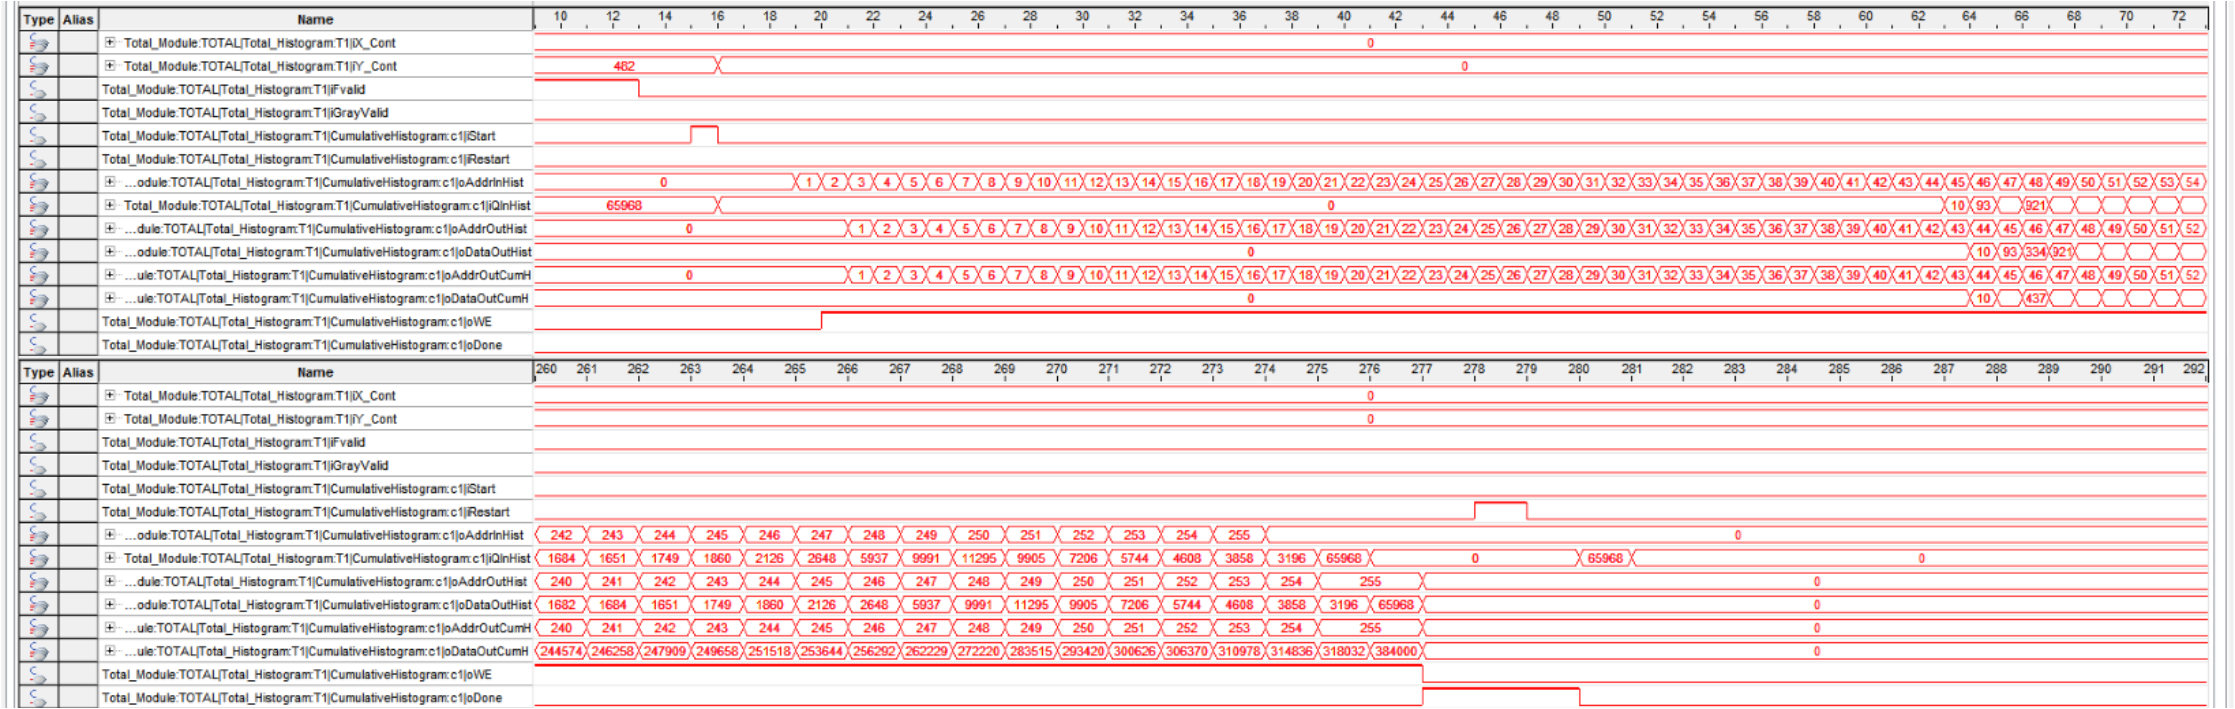 Type Alias Name 10 12 14 16 18 20 22 24 26 28 30 32 34 36 38 40 42 44 46 48 50 52 54 56 58 60 62 64 66 68 70 72
Total_Module:TOTAL|Total_Histogram:T1|iX_Cont 0
Total_Module:TOTAL|Total_Histogram:T1|iY_Cont 482 0
Total_Module:TOTAL|Total_Histogram:T1|iFvalid
Total_Module:TOTAL|Total_Histogram:T1|iGrayValid
Total_Module:TOTAL|Total_Histogram:T1|CumulativeHistogram:c1|iStart
Total_Module:TOTAL|Total_Histogram:T1|CumulativeHistogram:c1|iRestart
...odule:TOTAL|Total_Histogram:T1|CumulativeHistogram:c1|oAddrInHist 0 1 2 3 4 5 6 7 8 9 10 11 12 13 14 15 16 17 18 19 20 21 22 23 24 25 26 27 28 29 30 31 32 33 34 35 36 37 38 39 40 41 42 43 44 45 46 47 48 49 50 51 52 53 54
Total_Module:TOTAL|Total_Histogram:T1|CumulativeHistogram:c1|iQInHist 65968 0 10 93 921
...dule:TOTAL|Total_Histogram:T1|CumulativeHistogram:c1|oAddrOutHist 0 1 2 3 4 5 6 7 8 9 10 11 12 13 14 15 16 17 18 19 20 21 22 23 24 25 26 27 28 29 30 31 32 33 34 35 36 37 38 39 40 41 42 43 44 45 46 47 48 49 50 51 52
...odule:TOTAL|Total_Histogram:T1|CumulativeHistogram:c1|oDataOutHist 0 10 93 334 921
...ule:TOTAL|Total_Histogram:T1|CumulativeHistogram:c1|oAddrOutCumH 0 1 2 3 4 5 6 7 8 9 10 11 12 13 14 15 16 17 18 19 20 21 22 23 24 25 26 27 28 29 30 31 32 33 34 35 36 37 38 39 40 41 42 43 44 45 46 47 48 49 50 51 52
...ule:TOTAL|Total_Histogram:T1|CumulativeHistogram:c1|oDataOutCumH 0 10 437
Total_Module:TOTAL|Total_Histogram:T1|CumulativeHistogram:c1|oWE
Total_Module:TOTAL|Total_Histogram:T1|CumulativeHistogram:c1|oDone
Type Alias Name 260 261 262 263 264 265 266 267 268 269 270 271 272 273 274 275 276 277 278 279 280 281 282 283 284 285 286 287 288 289 290 291 292
Total_Module:TOTAL|Total_Histogram:T1|iX_Cont 0
Total_Module:TOTAL|Total_Histogram:T1|iY_Cont 0
Total_Module:TOTAL|Total_Histogram:T1|iFvalid
Total_Module:TOTAL|Total_Histogram:T1|iGrayValid
Total_Module:TOTAL|Total_Histogram:T1|CumulativeHistogram:c1|iStart
Total_Module:TOTAL|Total_Histogram:T1|CumulativeHistogram:c1|iRestart
...odule:TOTAL|Total_Histogram:T1|CumulativeHistogram:c1|oAddrInHist 242 243 244 245 246 247 248 249 250 251 252 253 254 255 0
Total_Module:TOTAL|Total_Histogram:T1|CumulativeHistogram:c1|iQInHist 1684 1651 1749 1860 2126 2648 5937 9991 11295 9905 7206 5744 4608 3858 3196 65968 0 65968 0
...dule:TOTAL|Total_Histogram:T1|CumulativeHistogram:c1|oAddrOutHist 240 241 242 243 244 245 246 247 248 249 250 251 252 253 254 255 0
...odule:TOTAL|Total_Histogram:T1|CumulativeHistogram:c1|oDataOutHist 1682 1684 1651 1749 1860 2126 2648 5937 9991 11295 9905 7206 5744 4608 3858 3196 65968 0
...ule:TOTAL|Total_Histogram:T1|CumulativeHistogram:c1|oAddrOutCumH 240 241 242 243 244 245 246 247 248 249 250 251 252 253 254 255 0
...ule:TOTAL|Total_Histogram:T1|CumulativeHistogram:c1|oDataOutCumH 244574 246258 247909 249658 251518 253644 256292 262229 272220 283515 293420 300626 306370 310978 314836 318032 384000 0
Total_Module:TOTAL|Total_Histogram:T1|CumulativeHistogram:c1|oWE
Total_Module:TOTAL|Total_Histogram:T1|CumulativeHistogram:c1|oDone